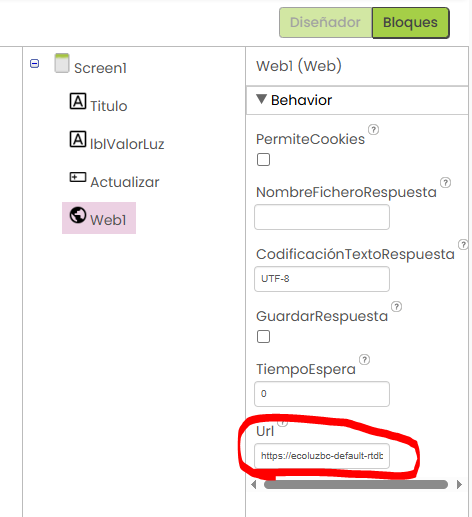 Diseñador Bloques
Screen1
Titulo
lblValorLuz
Actualizar
Web1
Web1 (Web)
Behavior
PermiteCookies ?
NombreFicheroRespuesta ?
CodificaciónTextoRespuesta ?
UTF-8
GuardarRespuesta ?
TiempoEspera ?
0
Url ?
https://ecoluzbc-default-rtdb